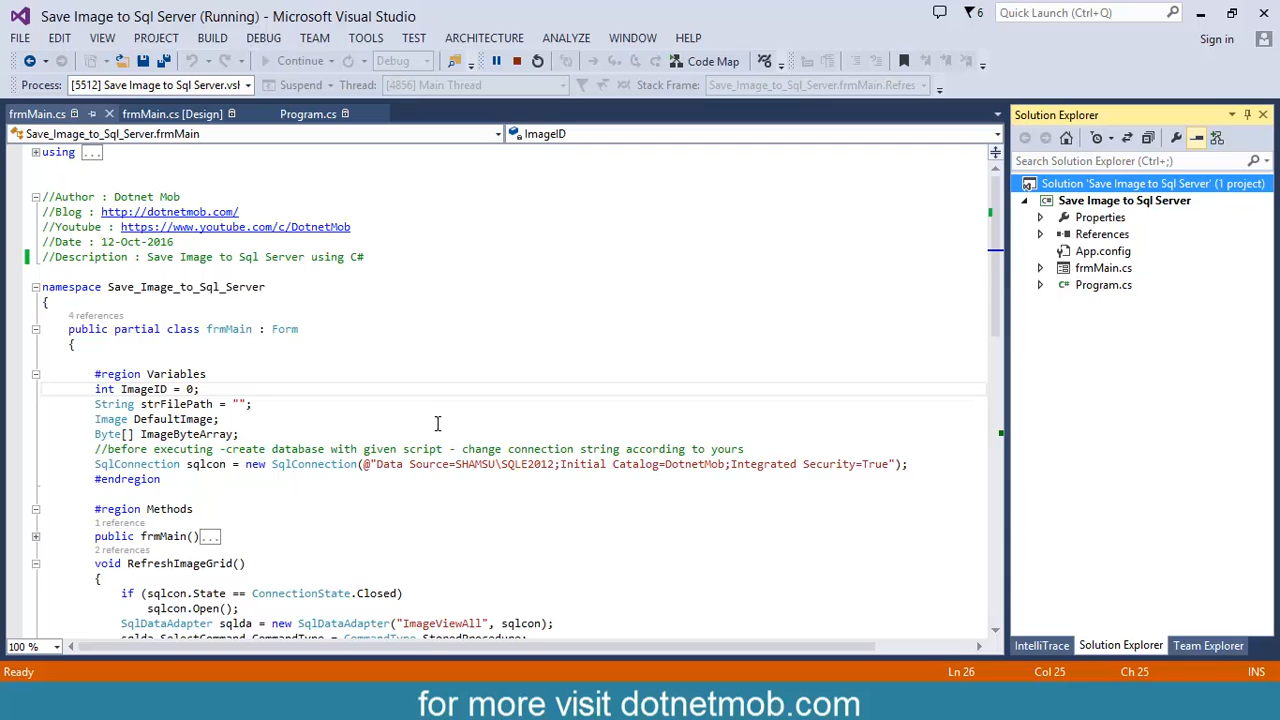 Save Image to Sql Server (Running) - Microsoft Visual Studio
6
Quick Launch (Ctrl+Q)
FILE EDIT VIEW PROJECT BUILD DEBUG TEAM TOOLS TEST ARCHITECTURE ANALYZE WINDOW HELP
Sign in
Continue Debug Code Map
Process: [5512] Save Image to Sql Server.vsl Suspend Thread: [4856] Main Thread Stack Frame: Save_Image_to_Sql_Server.frmMain.Refres
frmMain.cs frmMain.cs [Design] Program.cs
Save_Image_to_Sql_Server.frmMain ImageID
using ...
//Author : Dotnet Mob
//Blog : http://dotnetmob.com/
//Youtube : https://www.youtube.com/c/DotnetMob
//Date : 12-Oct-2016
//Description : Save Image to Sql Server using C#
namespace Save_Image_to_Sql_Server
{
4 references
public partial class frmMain : Form
{
#region Variables
int ImageID = 0;
String strFilePath = "";
Image DefaultImage;
Byte[] ImageByteArray;
//before executing -create database with given script - change connection string according to yours
SqlConnection sqlcon = new SqlConnection(@"Data Source=SHAMSU\SQLE2012;Initial Catalog=DotnetMob;Integrated Security=True");
#endregion
#region Methods
1 reference
public frmMain()...
2 references
void RefreshImageGrid()
{
if (sqlcon.State == ConnectionState.Closed)
sqlcon.Open();
SqlDataAdapter sqlda = new SqlDataAdapter("ImageViewAll", sqlcon);
sqlda.SelectCommand.CommandType = CommandType.StoredProcedure;
100 %
Solution Explorer
Search Solution Explorer (Ctrl+;)
Solution 'Save Image to Sql Server' (1 project)
Save Image to Sql Server
Properties
References
App.config
frmMain.cs
Program.cs
IntelliTrace Solution Explorer Team Explorer
Ready Ln 26 Col 25 Ch 25 INS
for more visit dotnetmob.com